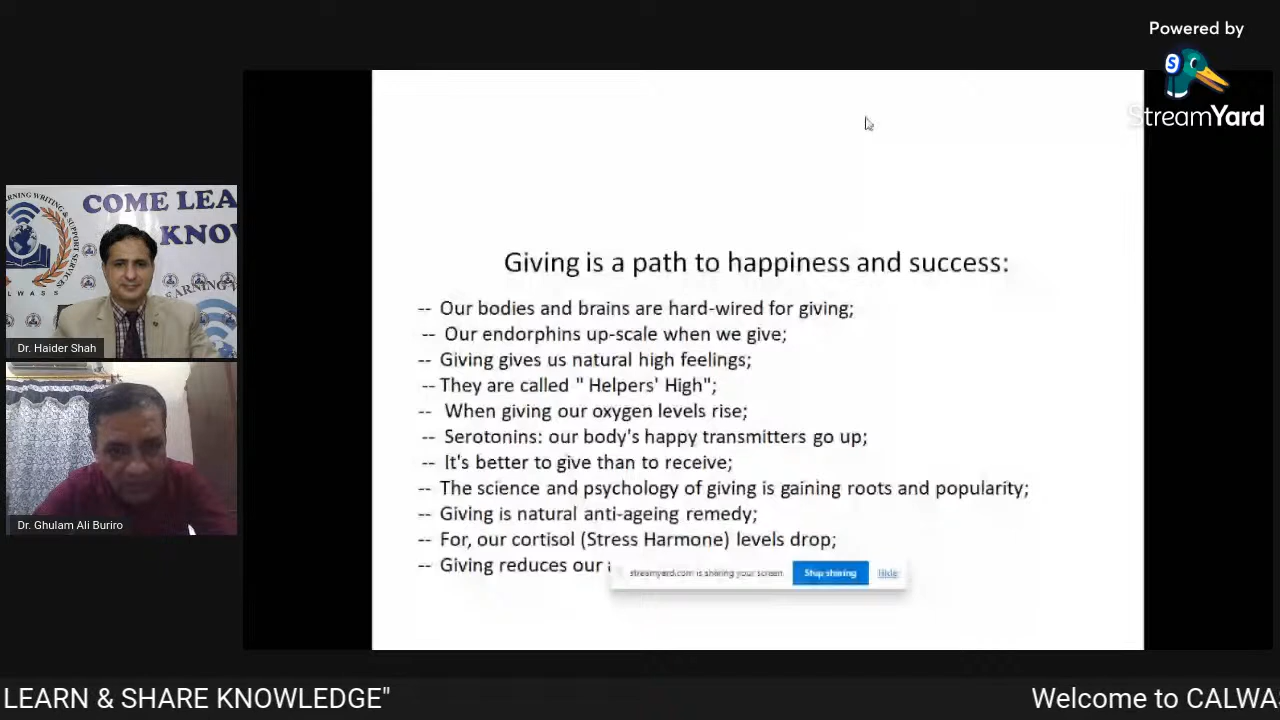 Powered by
S
StreamYard
COME LEA
KNOW
ARNING WRITING & SUPPORT SERVICES
Dr. Haider Shah
Dr. Ghulam Ali Buriro
Giving is a path to happiness and success:
-- Our bodies and brains are hard-wired for giving;
-- Our endorphins up-scale when we give;
-- Giving gives us natural high feelings;
-- They are called " Helpers' High";
-- When giving our oxygen levels rise;
-- Serotonins: our body's happy transmitters go up;
-- It's better to give than to receive;
-- The science and psychology of giving is gaining roots and popularity;
-- Giving is natural anti-ageing remedy;
-- For, our cortisol (Stress Harmone) levels drop;
-- Giving reduces our
streamyard.com is sharing your screen.
Stop sharing
Hide
LEARN & SHARE KNOWLEDGE"
Welcome to CALWA